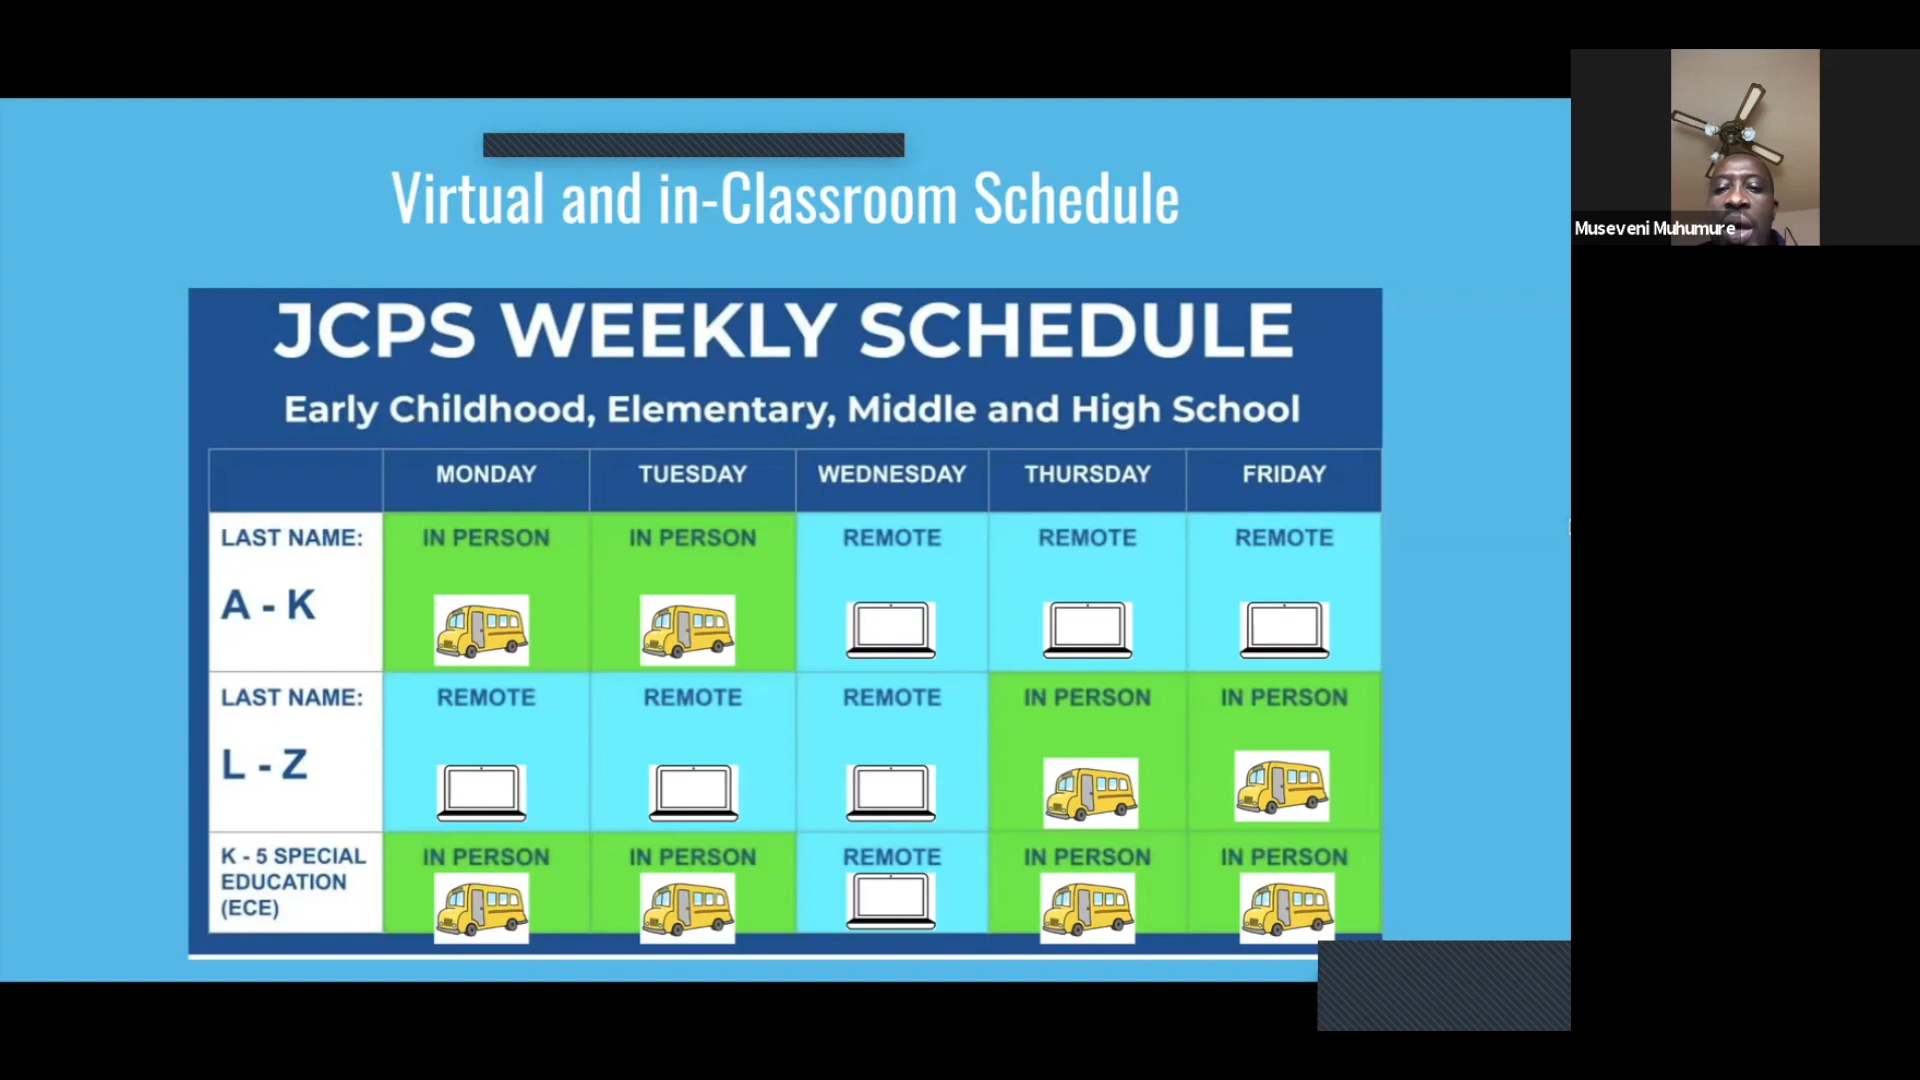 Virtual and in-Classroom Schedule
JCPS WEEKLY SCHEDULE
Early Childhood, Elementary, Middle and High School
MONDAY TUESDAY WEDNESDAY THURSDAY FRIDAY
LAST NAME: IN PERSON IN PERSON REMOTE REMOTE REMOTE
A - K
LAST NAME: REMOTE REMOTE REMOTE IN PERSON IN PERSON
L - Z
K - 5 SPECIAL IN PERSON IN PERSON REMOTE IN PERSON IN PERSON
EDUCATION
(ECE)
Museveni Muhumure